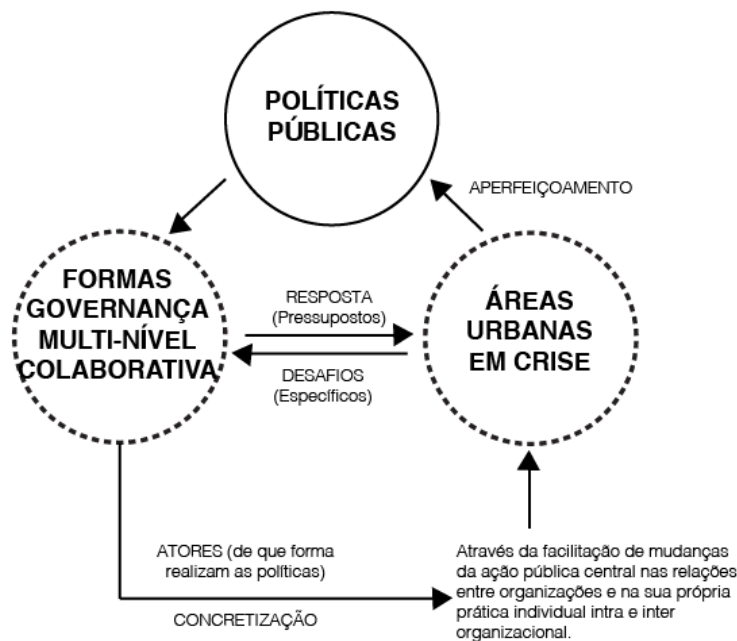 POLÍTICAS
PÚBLICAS
APERFEIÇOAMENTO
FORMAS
GOVERNANÇA
MULTI-NÍVEL
COLABORATIVA
RESPOSTA
(Pressupostos)
DESAFIOS
(Específicos)
ÁREAS
URBANAS
EM CRISE
ATORES (de que forma
realizam as políticas)
CONCRETIZAÇÃO
Através da facilitação de mudanças
da ação pública central nas relações
entre organizações e na sua própria
prática individual intra e inter
organizacional.